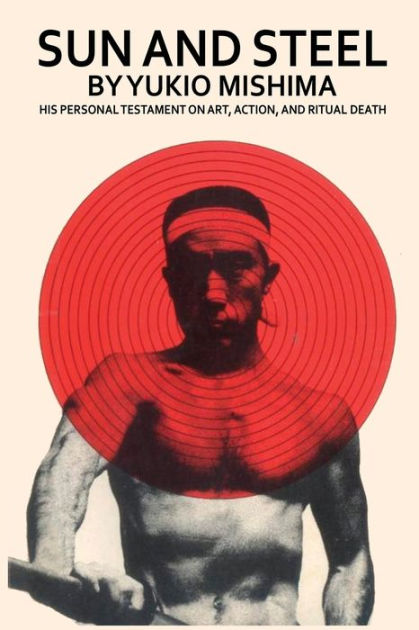 SUN AND STEEL
BY YUKIO MISHIMA
HIS PERSONAL TESTAMENT ON ART, ACTION, AND RITUAL DEATH